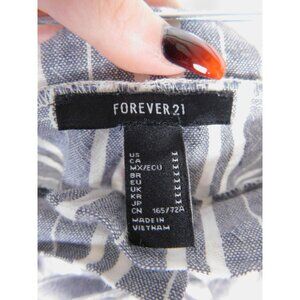 FOREVER 21
US M
CA M
MX/ECU M
BR M
EU M
UK M
KR M
JP M
CN 165/72A
MADE IN
VIETNAM